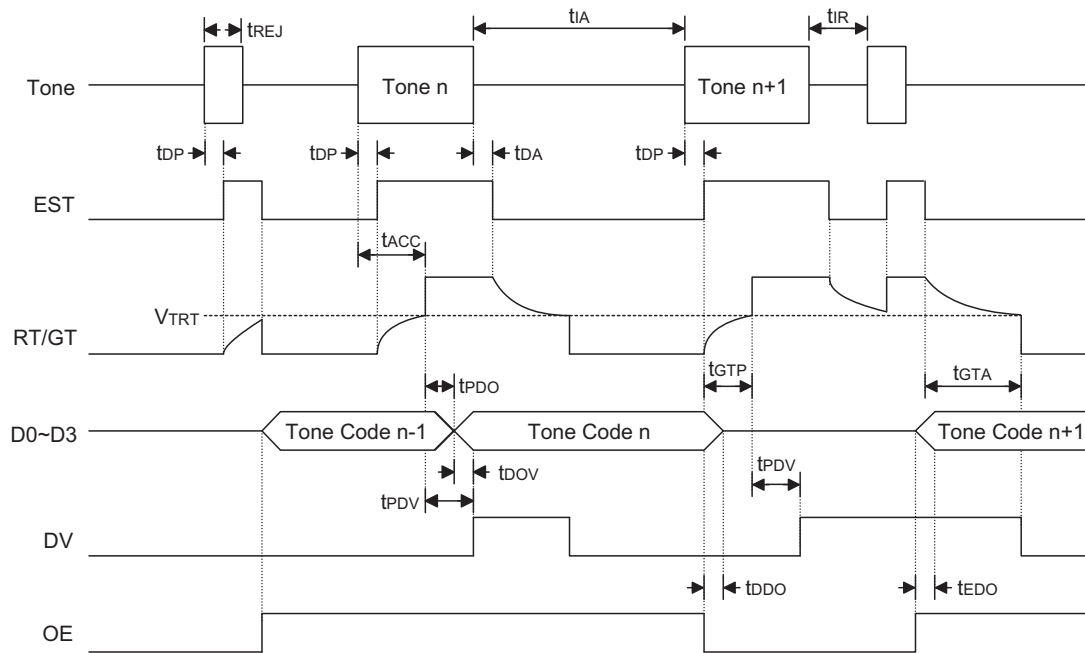 tIA
tIR
tREJ
Tone
Tone n
Tone n+1
tDP
tDP
tDA
tDP
EST
tACC
VTRT
RT/GT
tGTP
tGTA
tPDO
D0~D3
Tone Code n-1
Tone Code n
Tone Code n+1
tDOV
tPDV
tPDV
DV
tDDO
tEDO
OE